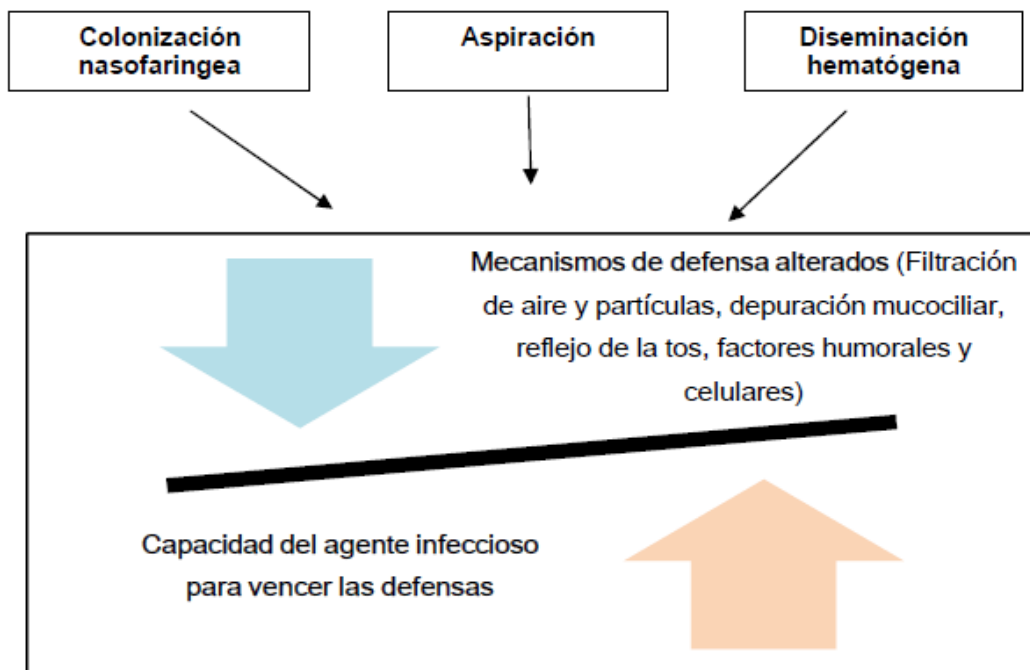 Colonización
nasofaringea
Aspiración
Diseminación
hematógena
Mecanismos de defensa alterados (Filtración
de aire y partículas, depuración mucociliar,
reflejo de la tos, factores humorales y
celulares)
Capacidad del agente infeccioso
para vencer las defensas